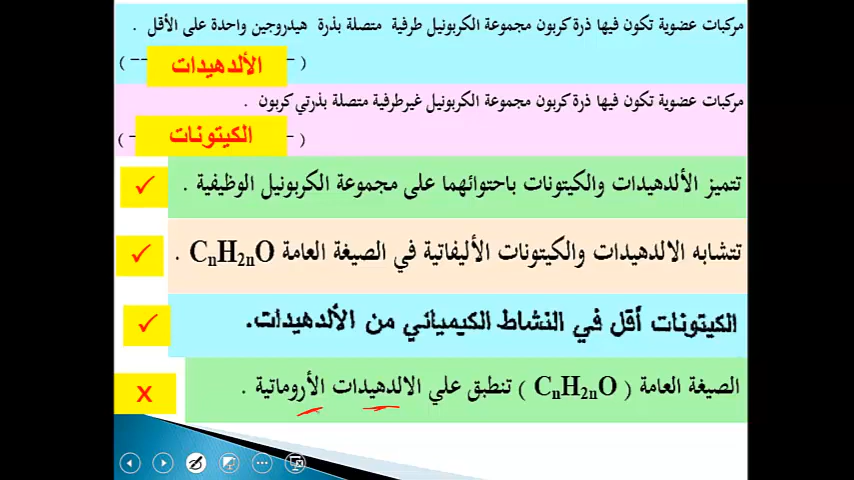 مركبات عضوية تكون فيها ذرة كربون مجموعة الكربونيل طرفية متصلة بذرة هيدروجين واحدة على الأقل .
( - الألدهيدات -- )
مركبات عضوية تكون فيها ذرة كربون مجموعة الكربونيل غيرطرفية متصلة بذرتي كربون .
( - الكيتونات - )
تتميز الألدهيدات والكيتونات باحتوائهما على مجموعة الكربونيل الوظيفية . ✓
تتشابه الالدهيدات والكيتونات الأليفاتية في الصيغة العامة CnH2nO . ✓
الكيتونات أقل في النشاط الكيميائي من الألدهيدات. ✓
الصيغة العامة ( CnH2nO ) تنطبق علي الالدهيدات الأروماتية . X